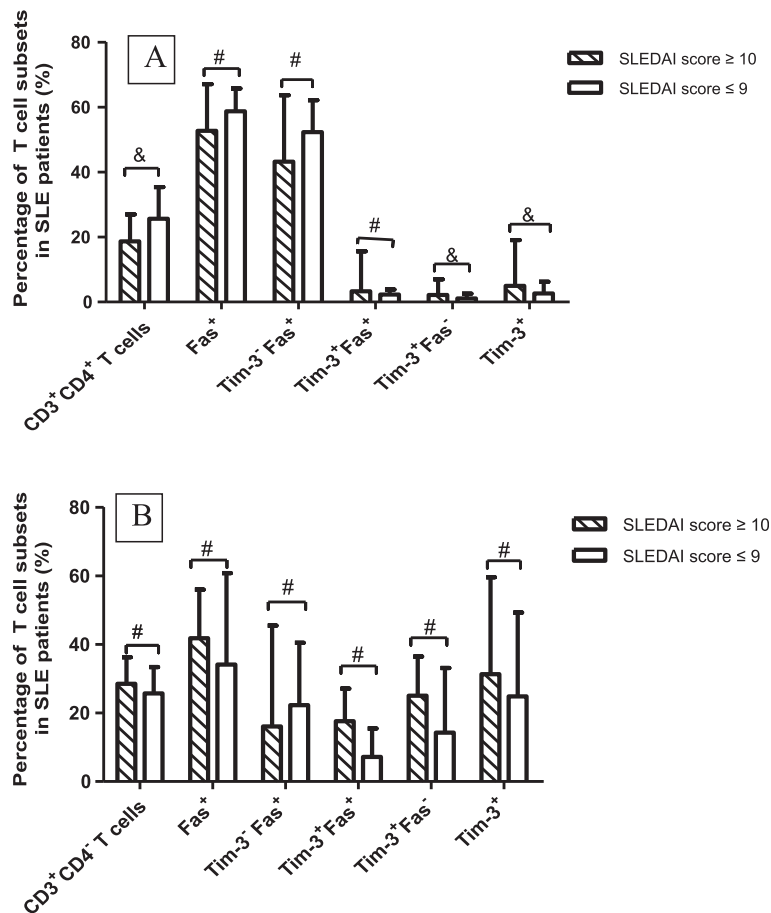 A
Percentage of T cell subsets
in SLE patients (%)
80
60
40
20
0
&
#
#
#
&
&
SLEDAI score ≥ 10
SLEDAI score ≤ 9
CD3⁺CD4⁺ T cells
Fas⁺
Tim-3⁻ Fas⁺
Tim-3⁺Fas⁺
Tim-3⁺Fas⁻
Tim-3⁺
B
Percentage of T cell subsets
in SLE patients (%)
80
60
40
20
0
#
#
#
#
#
#
SLEDAI score ≥ 10
SLEDAI score ≤ 9
CD3⁺CD4⁻ T cells
Fas⁺
Tim-3⁻ Fas⁺
Tim-3⁺Fas⁺
Tim-3⁺Fas⁻
Tim-3⁺